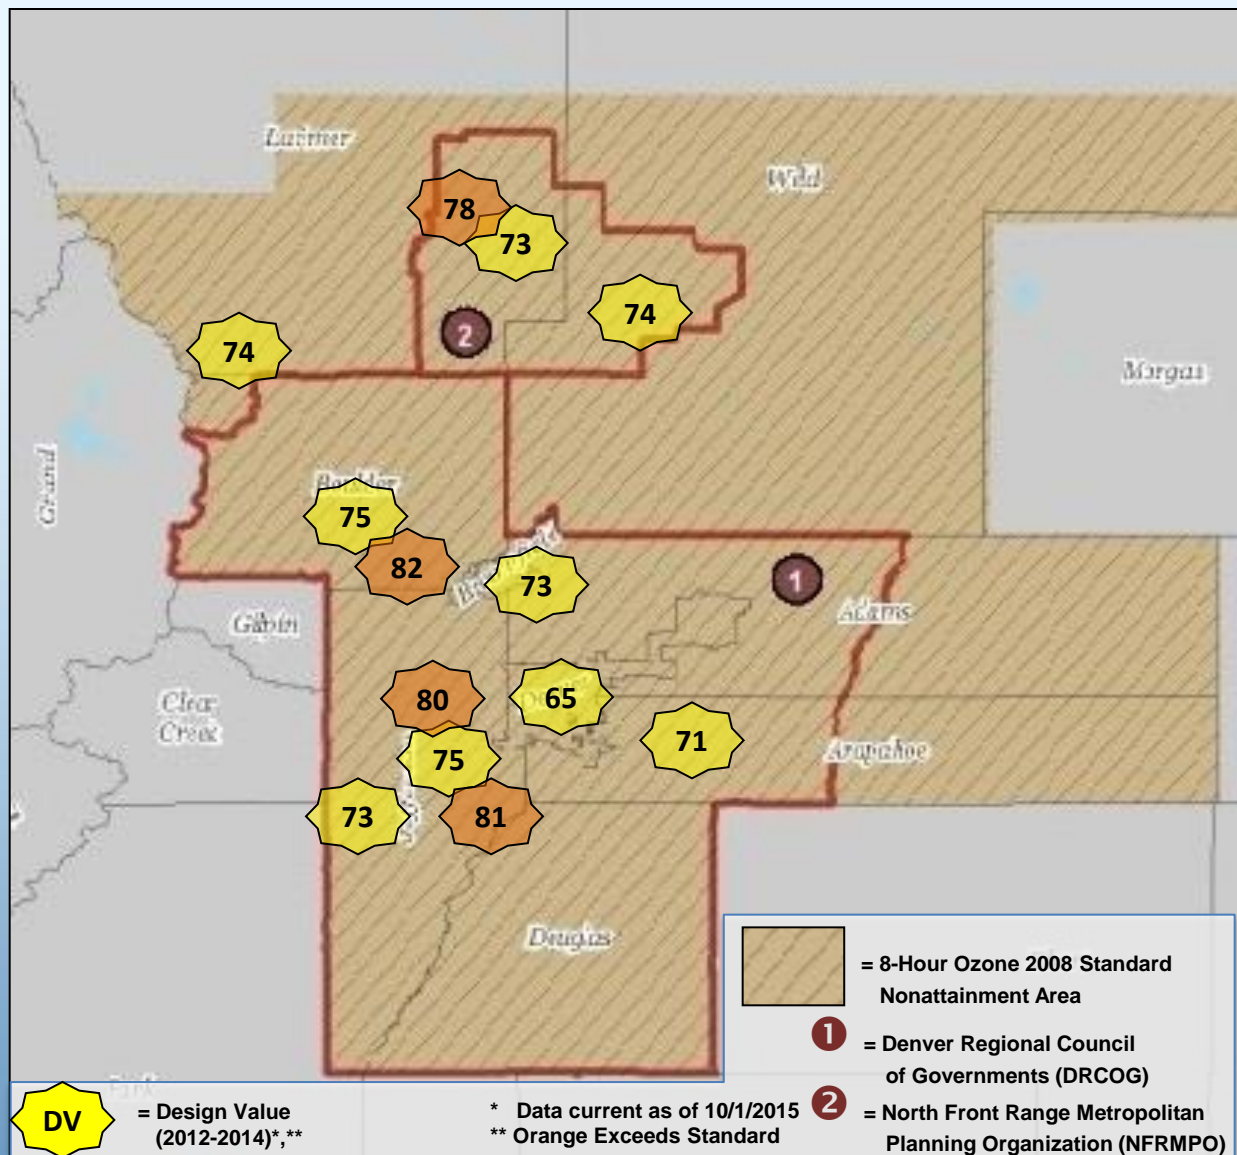 Larimer
Weld
78
73
74
2
74
Morgan
Grand
Boulder
75
82
Broomfield
73
1
Adams
Gilpin
80
65
Clear
Creek
75
71
Arapahoe
73
81
Douglas
= 8-Hour Ozone 2008 Standard
Nonattainment Area
1
= Denver Regional Council
of Governments (DRCOG)
Park
DV
= Design Value
(2012-2014)*,**
* Data current as of 10/1/2015
** Orange Exceeds Standard
2
= North Front Range Metropolitan
Planning Organization (NFRMPO)